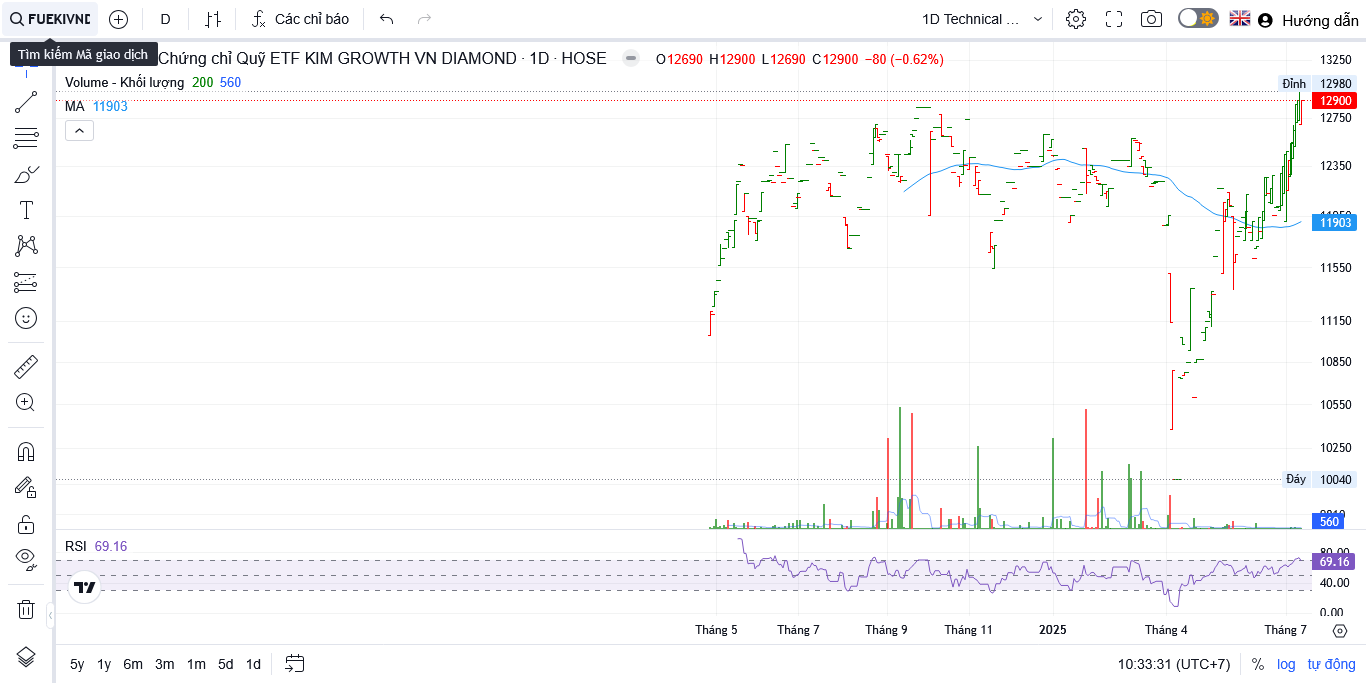 FUEKIVND
D
Các chỉ báo
1D Technical ...
Hướng dẫn
Tìm kiếm Mã giao dịch
Chứng chỉ Quỹ ETF KIM GROWTH VN DIAMOND · 1D · HOSE
O12690 H12900 L12690 C12900 −80 (−0.62%)
Volume - Khối lượng 200 560
MA 11903
13250
Đỉnh 12980
12900
12750
12350
11903
11550
11150
10850
10550
10250
Đáy 10040
560
RSI 69.16
80.00
69.16
40.00
0.00
Tháng 5 Tháng 7 Tháng 9 Tháng 11 2025 Tháng 4 Tháng 7
5y 1y 6m 3m 1m 5d 1d
10:33:31 (UTC+7) % log tự động